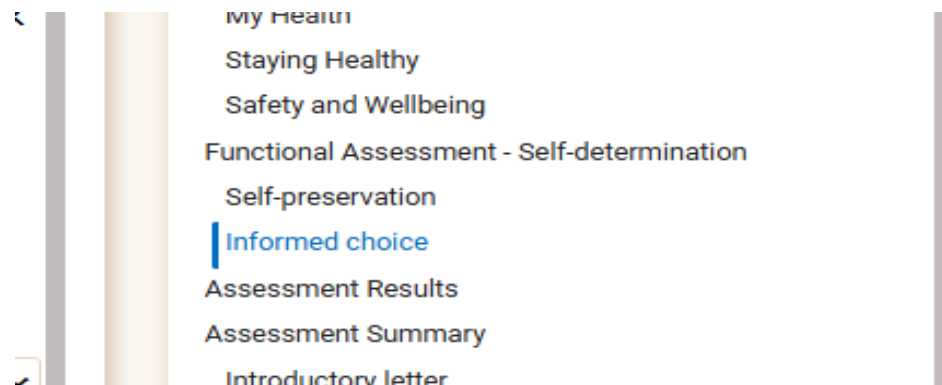 My Health
Staying Healthy
Safety and Wellbeing
Functional Assessment - Self-determination
Self-preservation
Informed choice
Assessment Results
Assessment Summary
Introductory letter